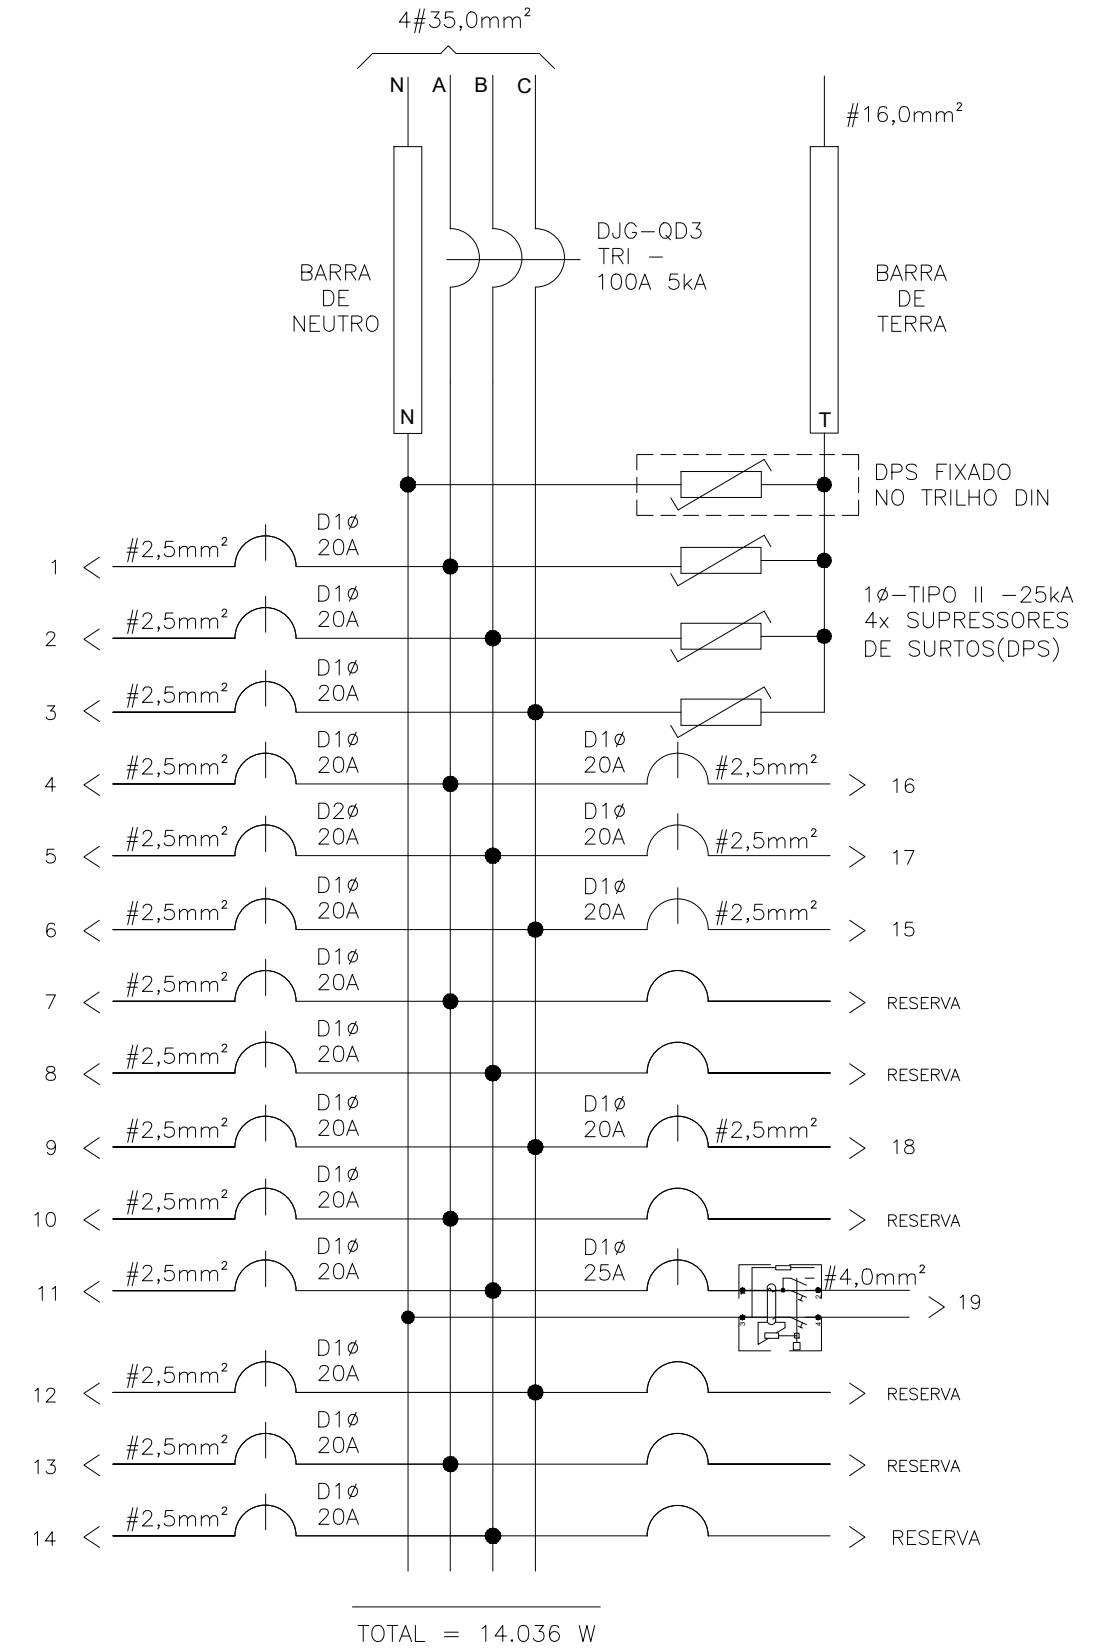 4#35,0mm²
N A B C
#16,0mm²
DJG-QD3
TRI -
100A 5kA
BARRA
DE
NEUTRO
BARRA
DE
TERRA
N
T
DPS FIXADO
NO TRILHO DIN
D1ø
20A
1 #2,5mm²
1ø-TIPO II -25kA
4x SUPRESSORES
DE SURTOS(DPS)
D1ø
20A
2 #2,5mm²
D1ø
20A
3 #2,5mm²
D1ø D1ø
20A 20A
4 #2,5mm² #2,5mm² 16
D2ø D1ø
20A 20A
5 #2,5mm² #2,5mm² 17
D1ø D1ø
20A 20A
6 #2,5mm² #2,5mm² 15
D1ø
20A
7 #2,5mm² RESERVA
D1ø
20A
8 #2,5mm² RESERVA
D1ø D1ø
20A 20A
9 #2,5mm² #2,5mm² 18
D1ø
20A
10 #2,5mm² RESERVA
D1ø D1ø
20A 25A
11 #2,5mm² #4,0mm² 19
1 2
3 4
D1ø
20A
12 #2,5mm² RESERVA
D1ø
20A
13 #2,5mm² RESERVA
D1ø
20A
14 #2,5mm² RESERVA
TOTAL = 14.036 W